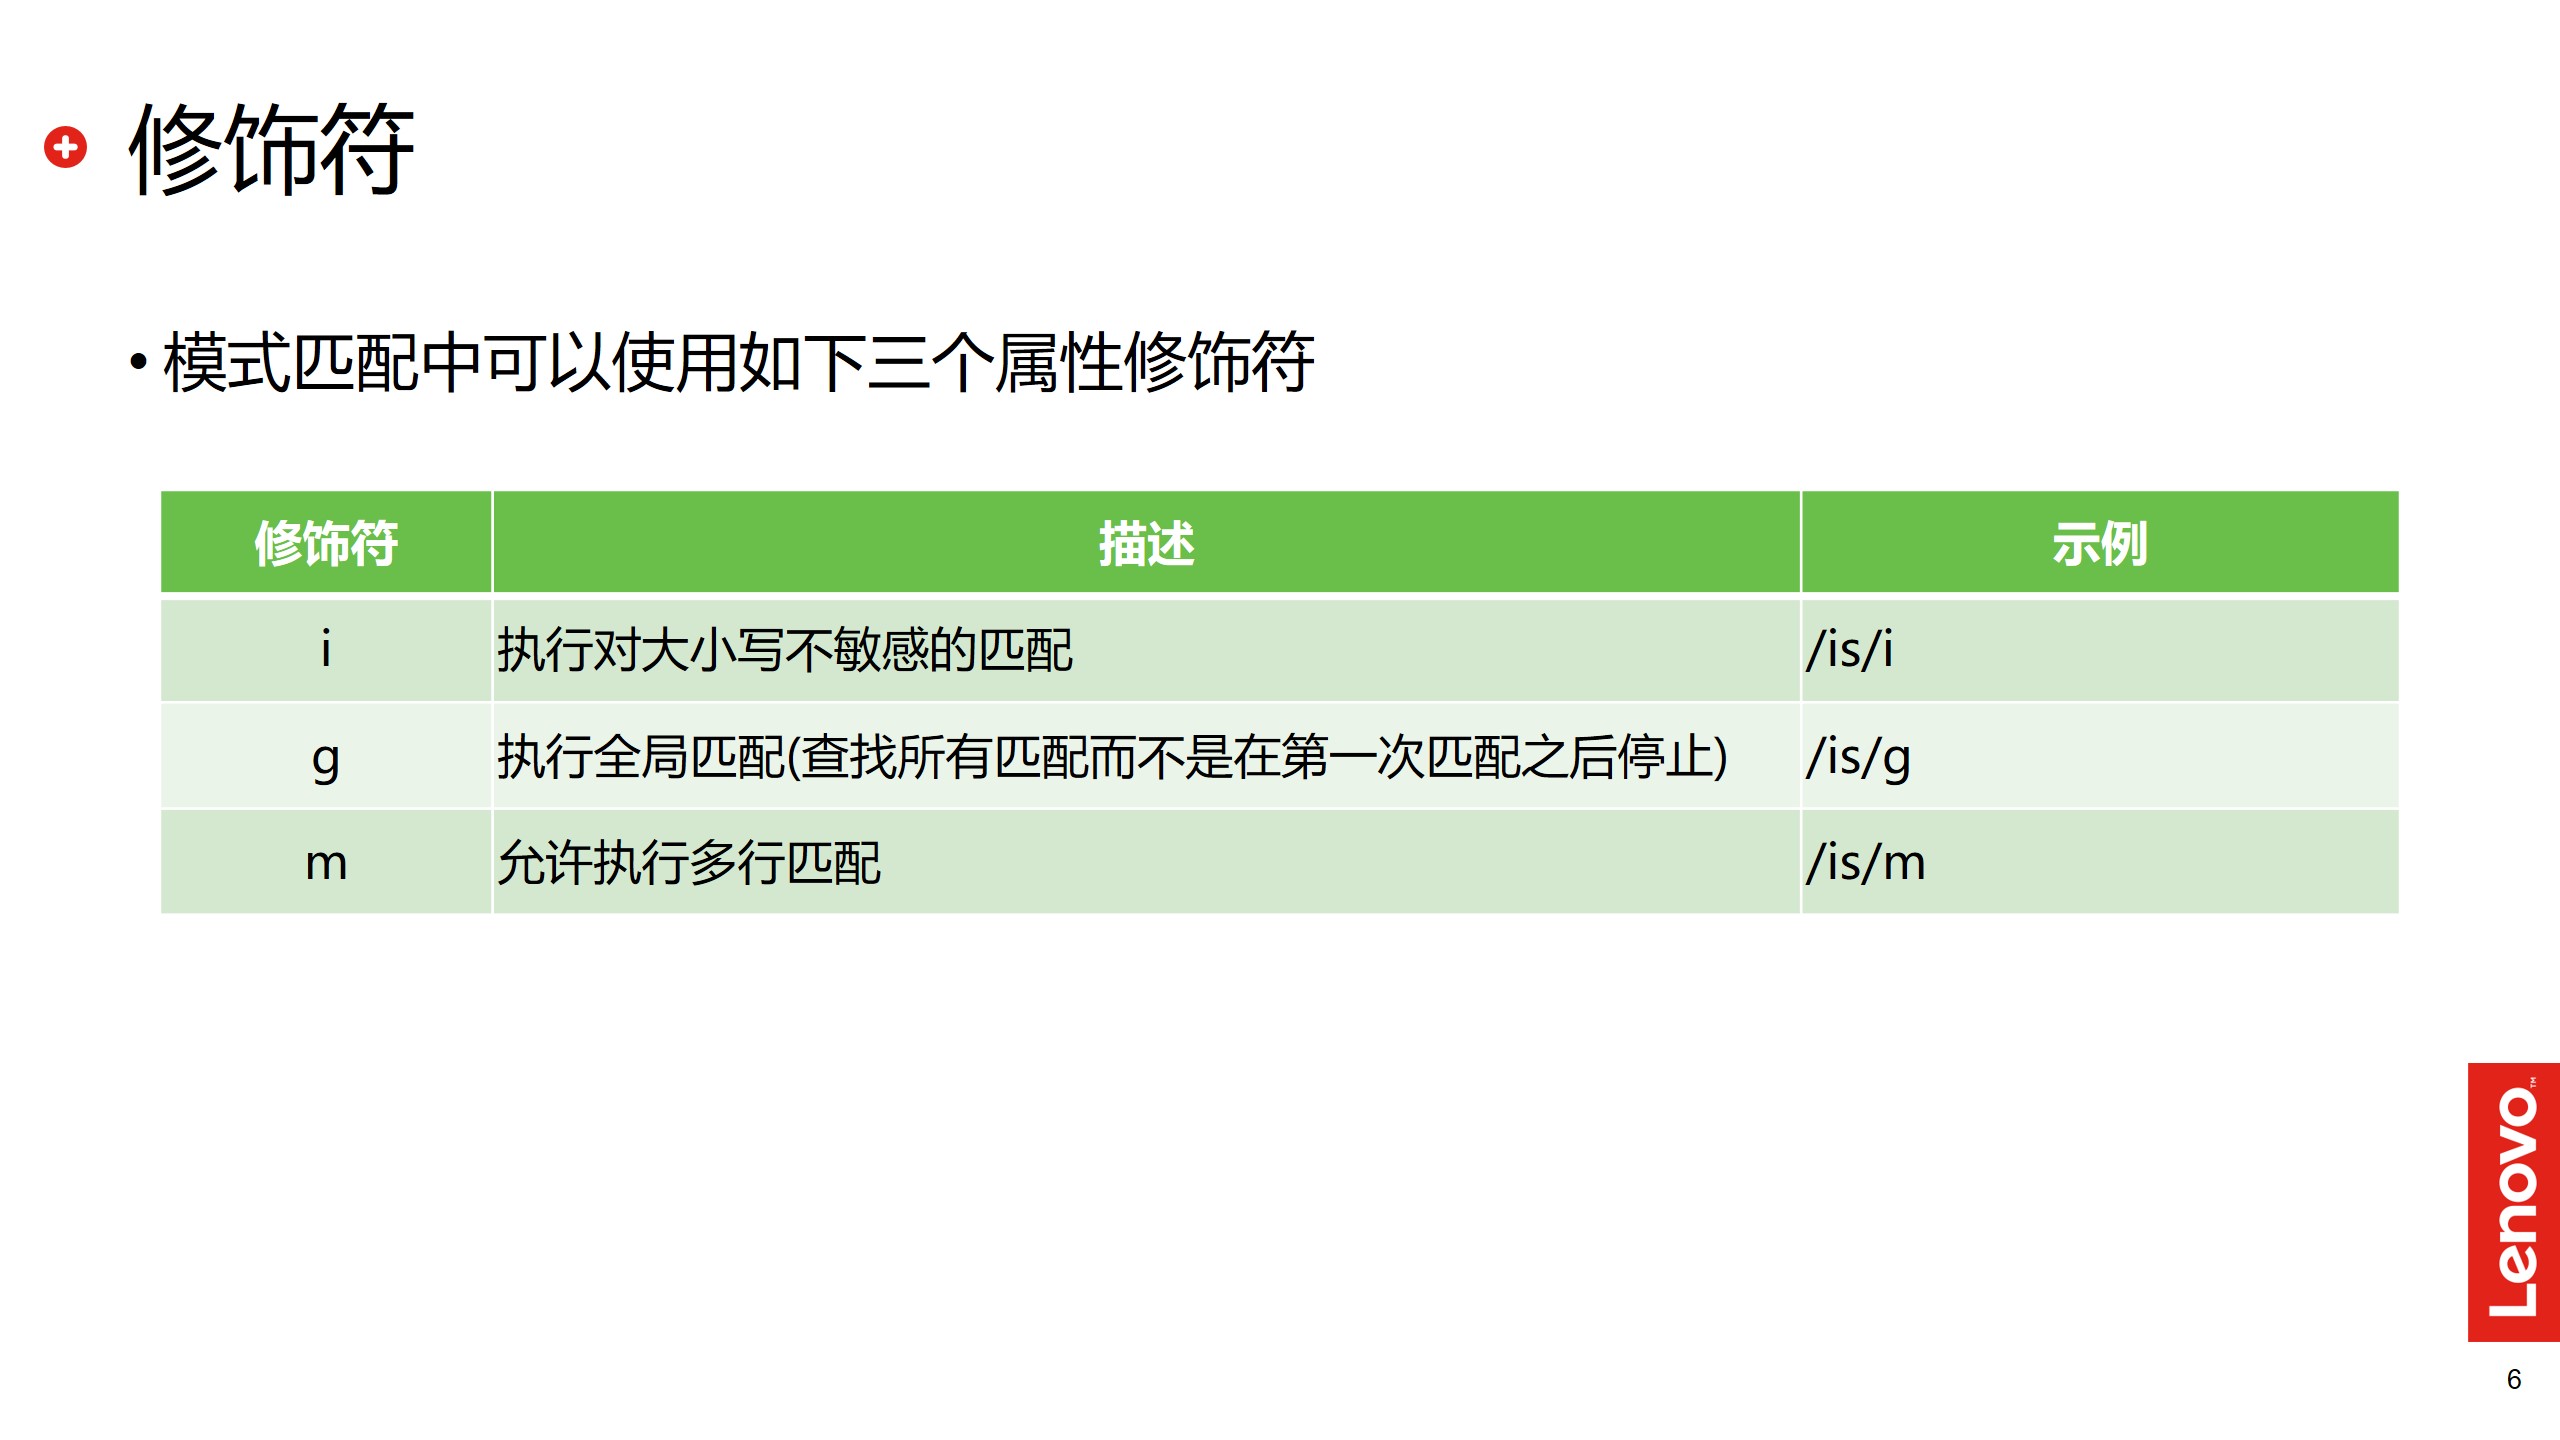 修饰符
• 模式匹配中可以使用如下三个属性修饰符
修饰符 描述 示例
i 执行对大小写不敏感的匹配 /is/i
g 执行全局匹配(查找所有匹配而不是在第一次匹配之后停止) /is/g
m 允许执行多行匹配 /is/m
Lenovo™
6